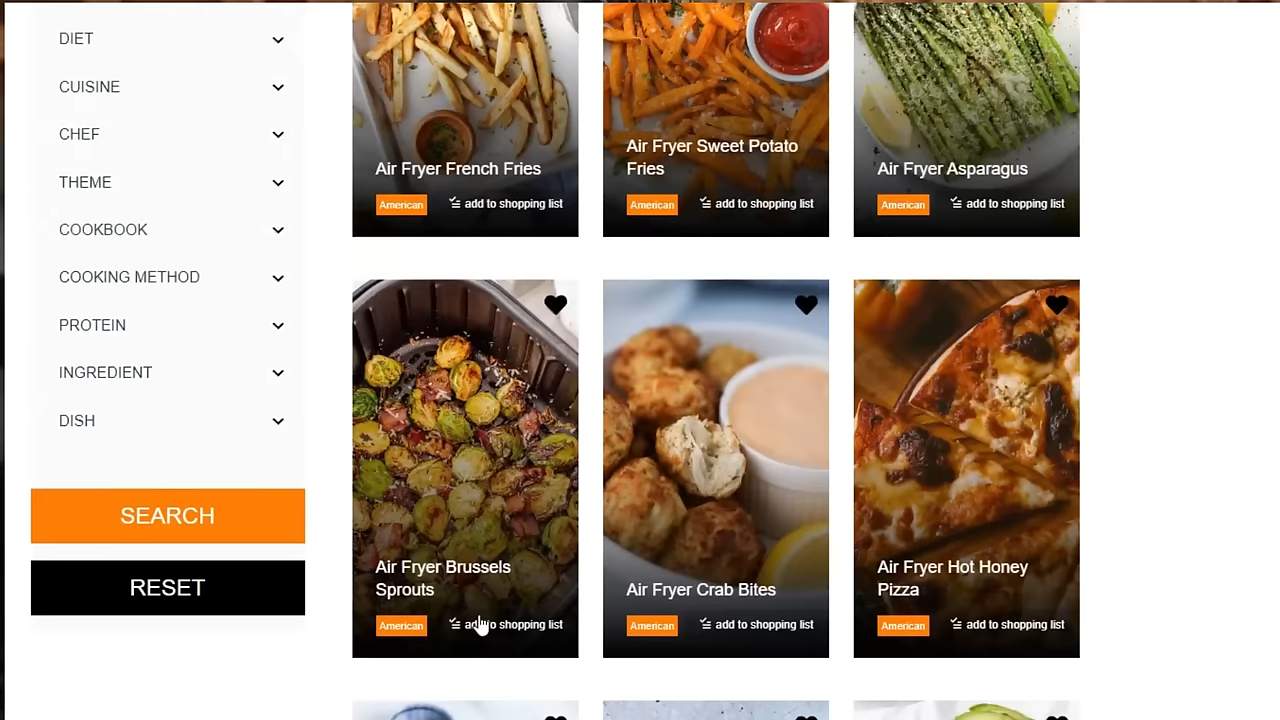 DIET
CUISINE
CHEF
THEME
COOKBOOK
COOKING METHOD
PROTEIN
INGREDIENT
DISH
SEARCH
RESET
Air Fryer French Fries
American
add to shopping list
Air Fryer Sweet Potato
Fries
American
add to shopping list
Air Fryer Asparagus
American
add to shopping list
Air Fryer Brussels
Sprouts
American
add to shopping list
Air Fryer Crab Bites
American
add to shopping list
Air Fryer Hot Honey
Pizza
American
add to shopping list